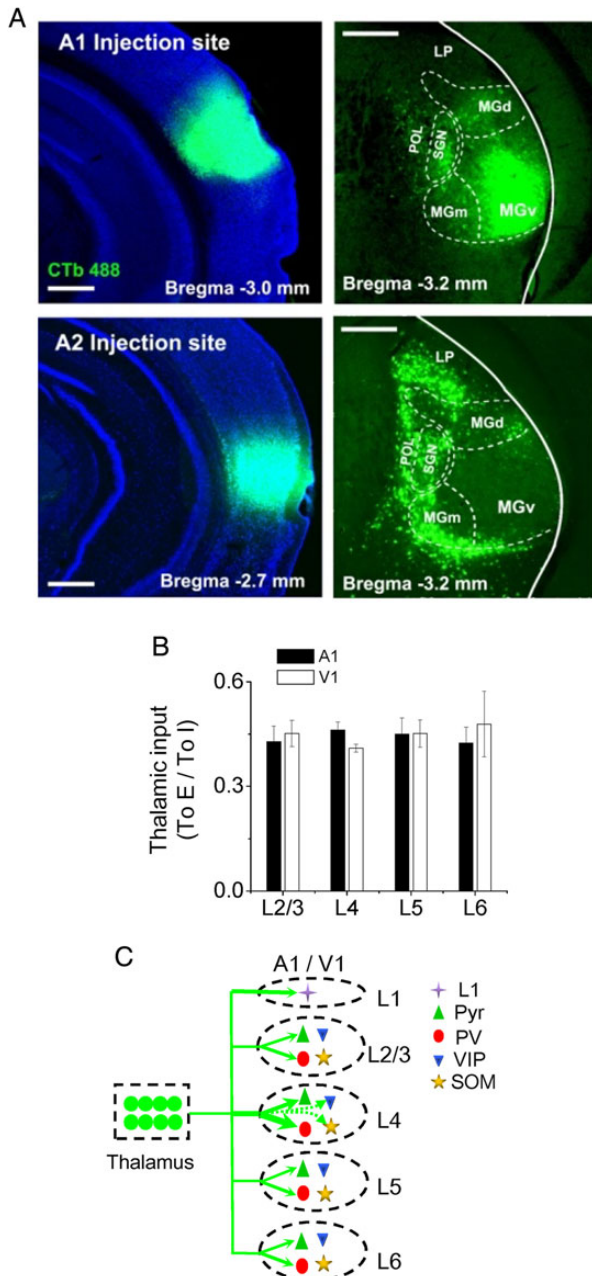 A
A1 Injection site
CTb 488
Bregma -3.0 mm
LP
MGd
POL
SGN
MGm
MGv
Bregma -3.2 mm
A2 Injection site
Bregma -2.7 mm
LP
MGd
POL
SGN
MGm
MGv
Bregma -3.2 mm
B
A1
V1
Thalamic input
(To E / To I)
0.6
0.3
0.0
L2/3 L4 L5 L6
C
A1 / V1
L1
L2/3
L4
L5
L6
Thalamus
L1
Pyr
PV
VIP
SOM